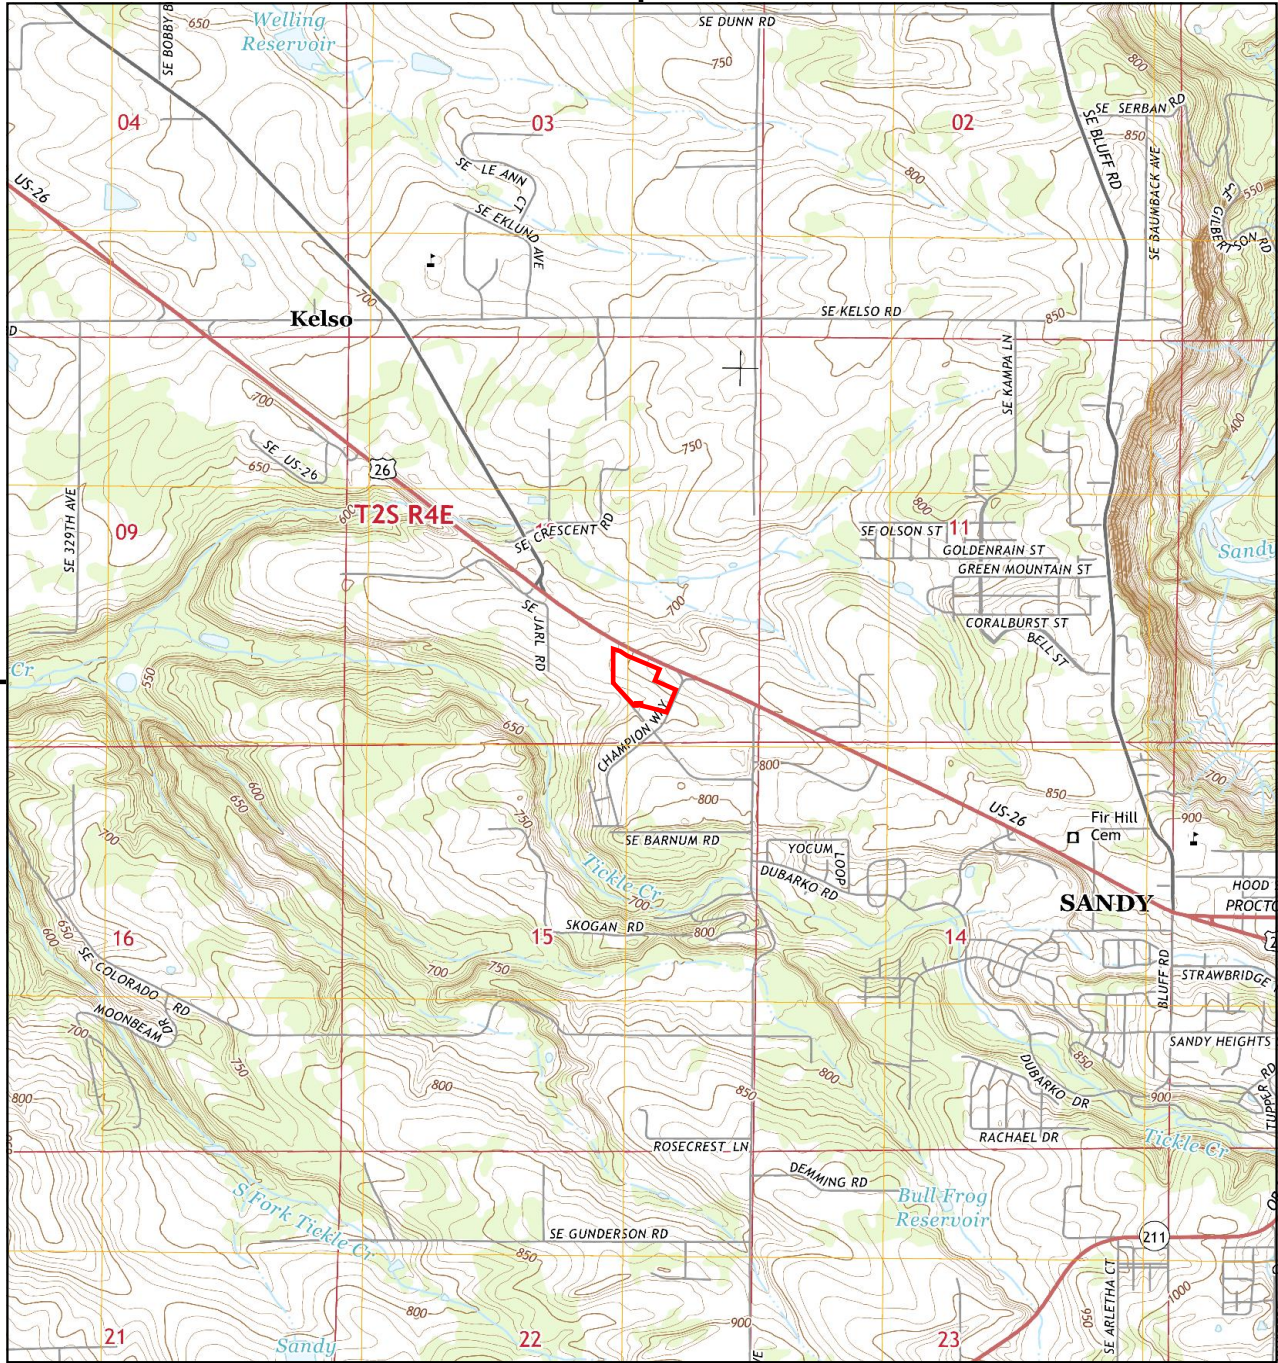 SE DUNN RD
650
Welling
Reservoir
SE BOBBY B
750
800
SE SERBAN RD
850
04
03
02
SE BLUFF RD
SE BAUMBACK AVE
SE LE ANN
CT
800
US-26
SE EKLUND AVE
550
SE GILBERTSON RD
700
Kelso
SE KELSO RD
850
D
SE KAMPA LN
700
400
750
SE US-26
650
26
SE 329TH AVE
600
T2S R4E
800
09
SE CRESCENT RD
SE OLSON ST
11
GOLDENRAIN ST
Sandy
GREEN MOUNTAIN ST
700
SE JARL RD
CORALBURST ST
BELL ST
Cr
550
650
CHAMPION WAY
800
700
600
650
850
800
US-26
750
900
Fir Hill
Cem
700
SE BARNUM RD
YOCUM
LOOP
DUBARKO RD
Tickle Cr
HOOD
SANDY
PROCTO
700
650
SKOGAN RD
800
600
16
15
14
2
SE COLORADO RD
700
750
BLUFF RD
STRAWBRIDGE
MOONBEAM
DR
700
SANDY HEIGHTS
750
850
DUBARKO DR
800
800
850
900
800
TUPPER RD
RACHAEL DR
ROSECREST LN
Tickle Cr
DEMMING RD
S Fork Tickle Cr
Bull Frog
Reservoir
SE GUNDERSON RD
211
850
SE ARLETHA CT
1000
800
950
900
21
22
23
Sandy
VE